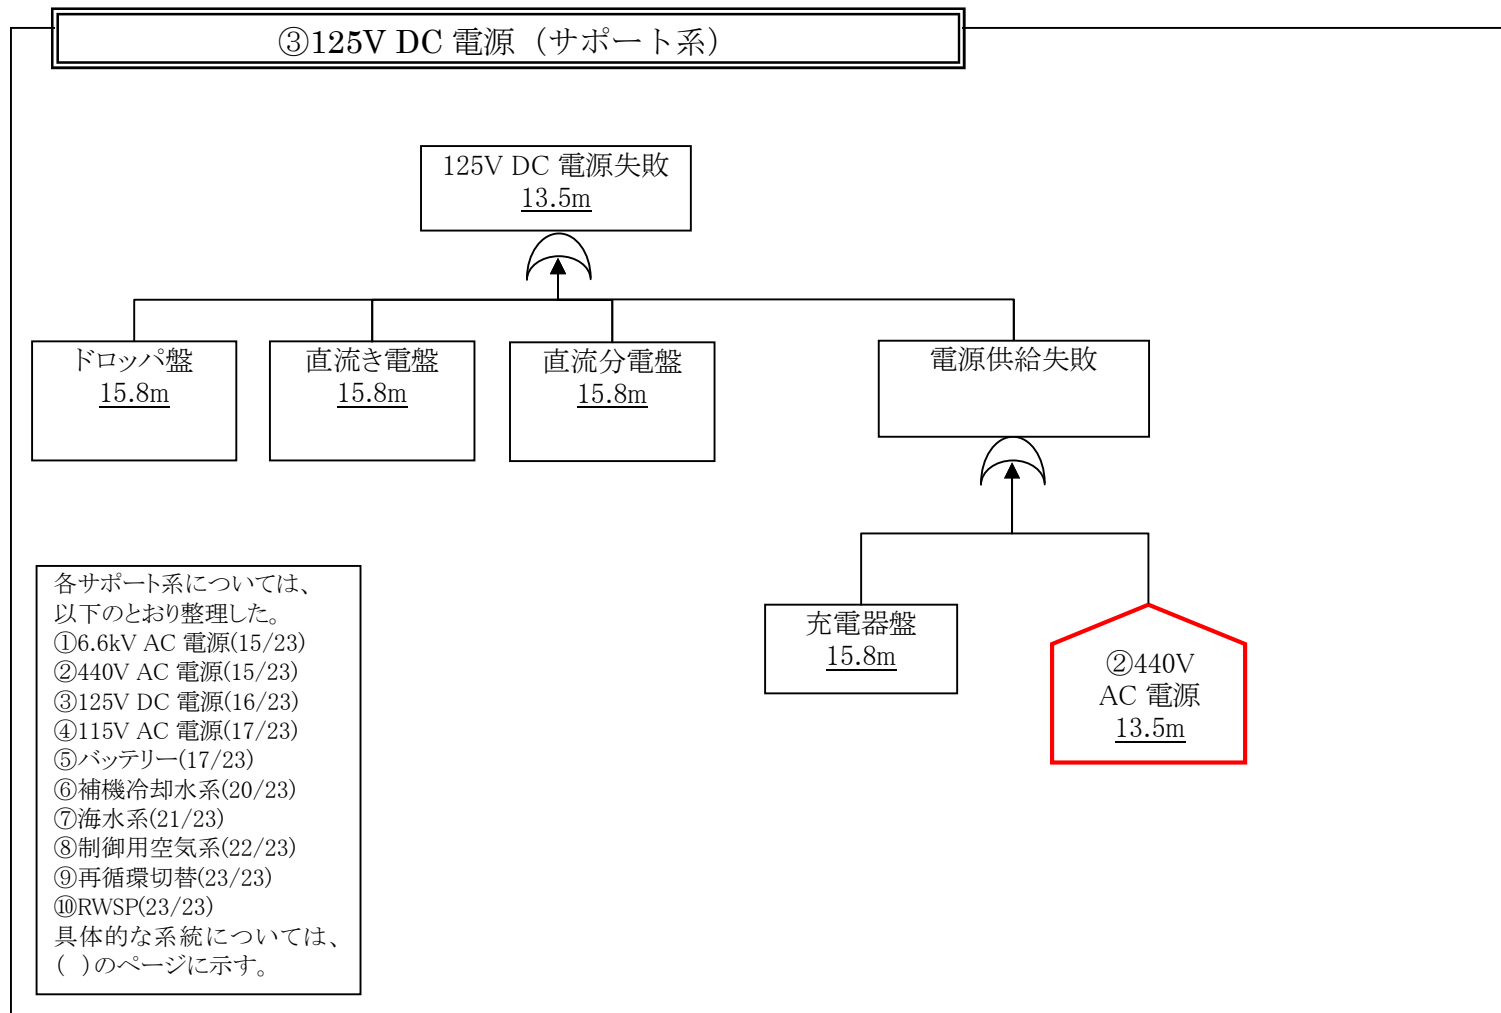 ③125V DC 電源（サポート系）
125V DC 電源失敗
13.5m
ドロッパ盤
15.8m
直流き電盤
15.8m
直流分電盤
15.8m
電源供給失敗
充電器盤
15.8m
②440V
AC 電源
13.5m
各サポート系については、
以下のとおり整理した。
①6.6kV AC 電源(15/23)
②440V AC 電源(15/23)
③125V DC 電源(16/23)
④115V AC 電源(17/23)
⑤バッテリー(17/23)
⑥補機冷却水系(20/23)
⑦海水系(21/23)
⑧制御用空気系(22/23)
⑨再循環切替(23/23)
⑩RWSP(23/23)
具体的な系統については、
( )のページに示す。